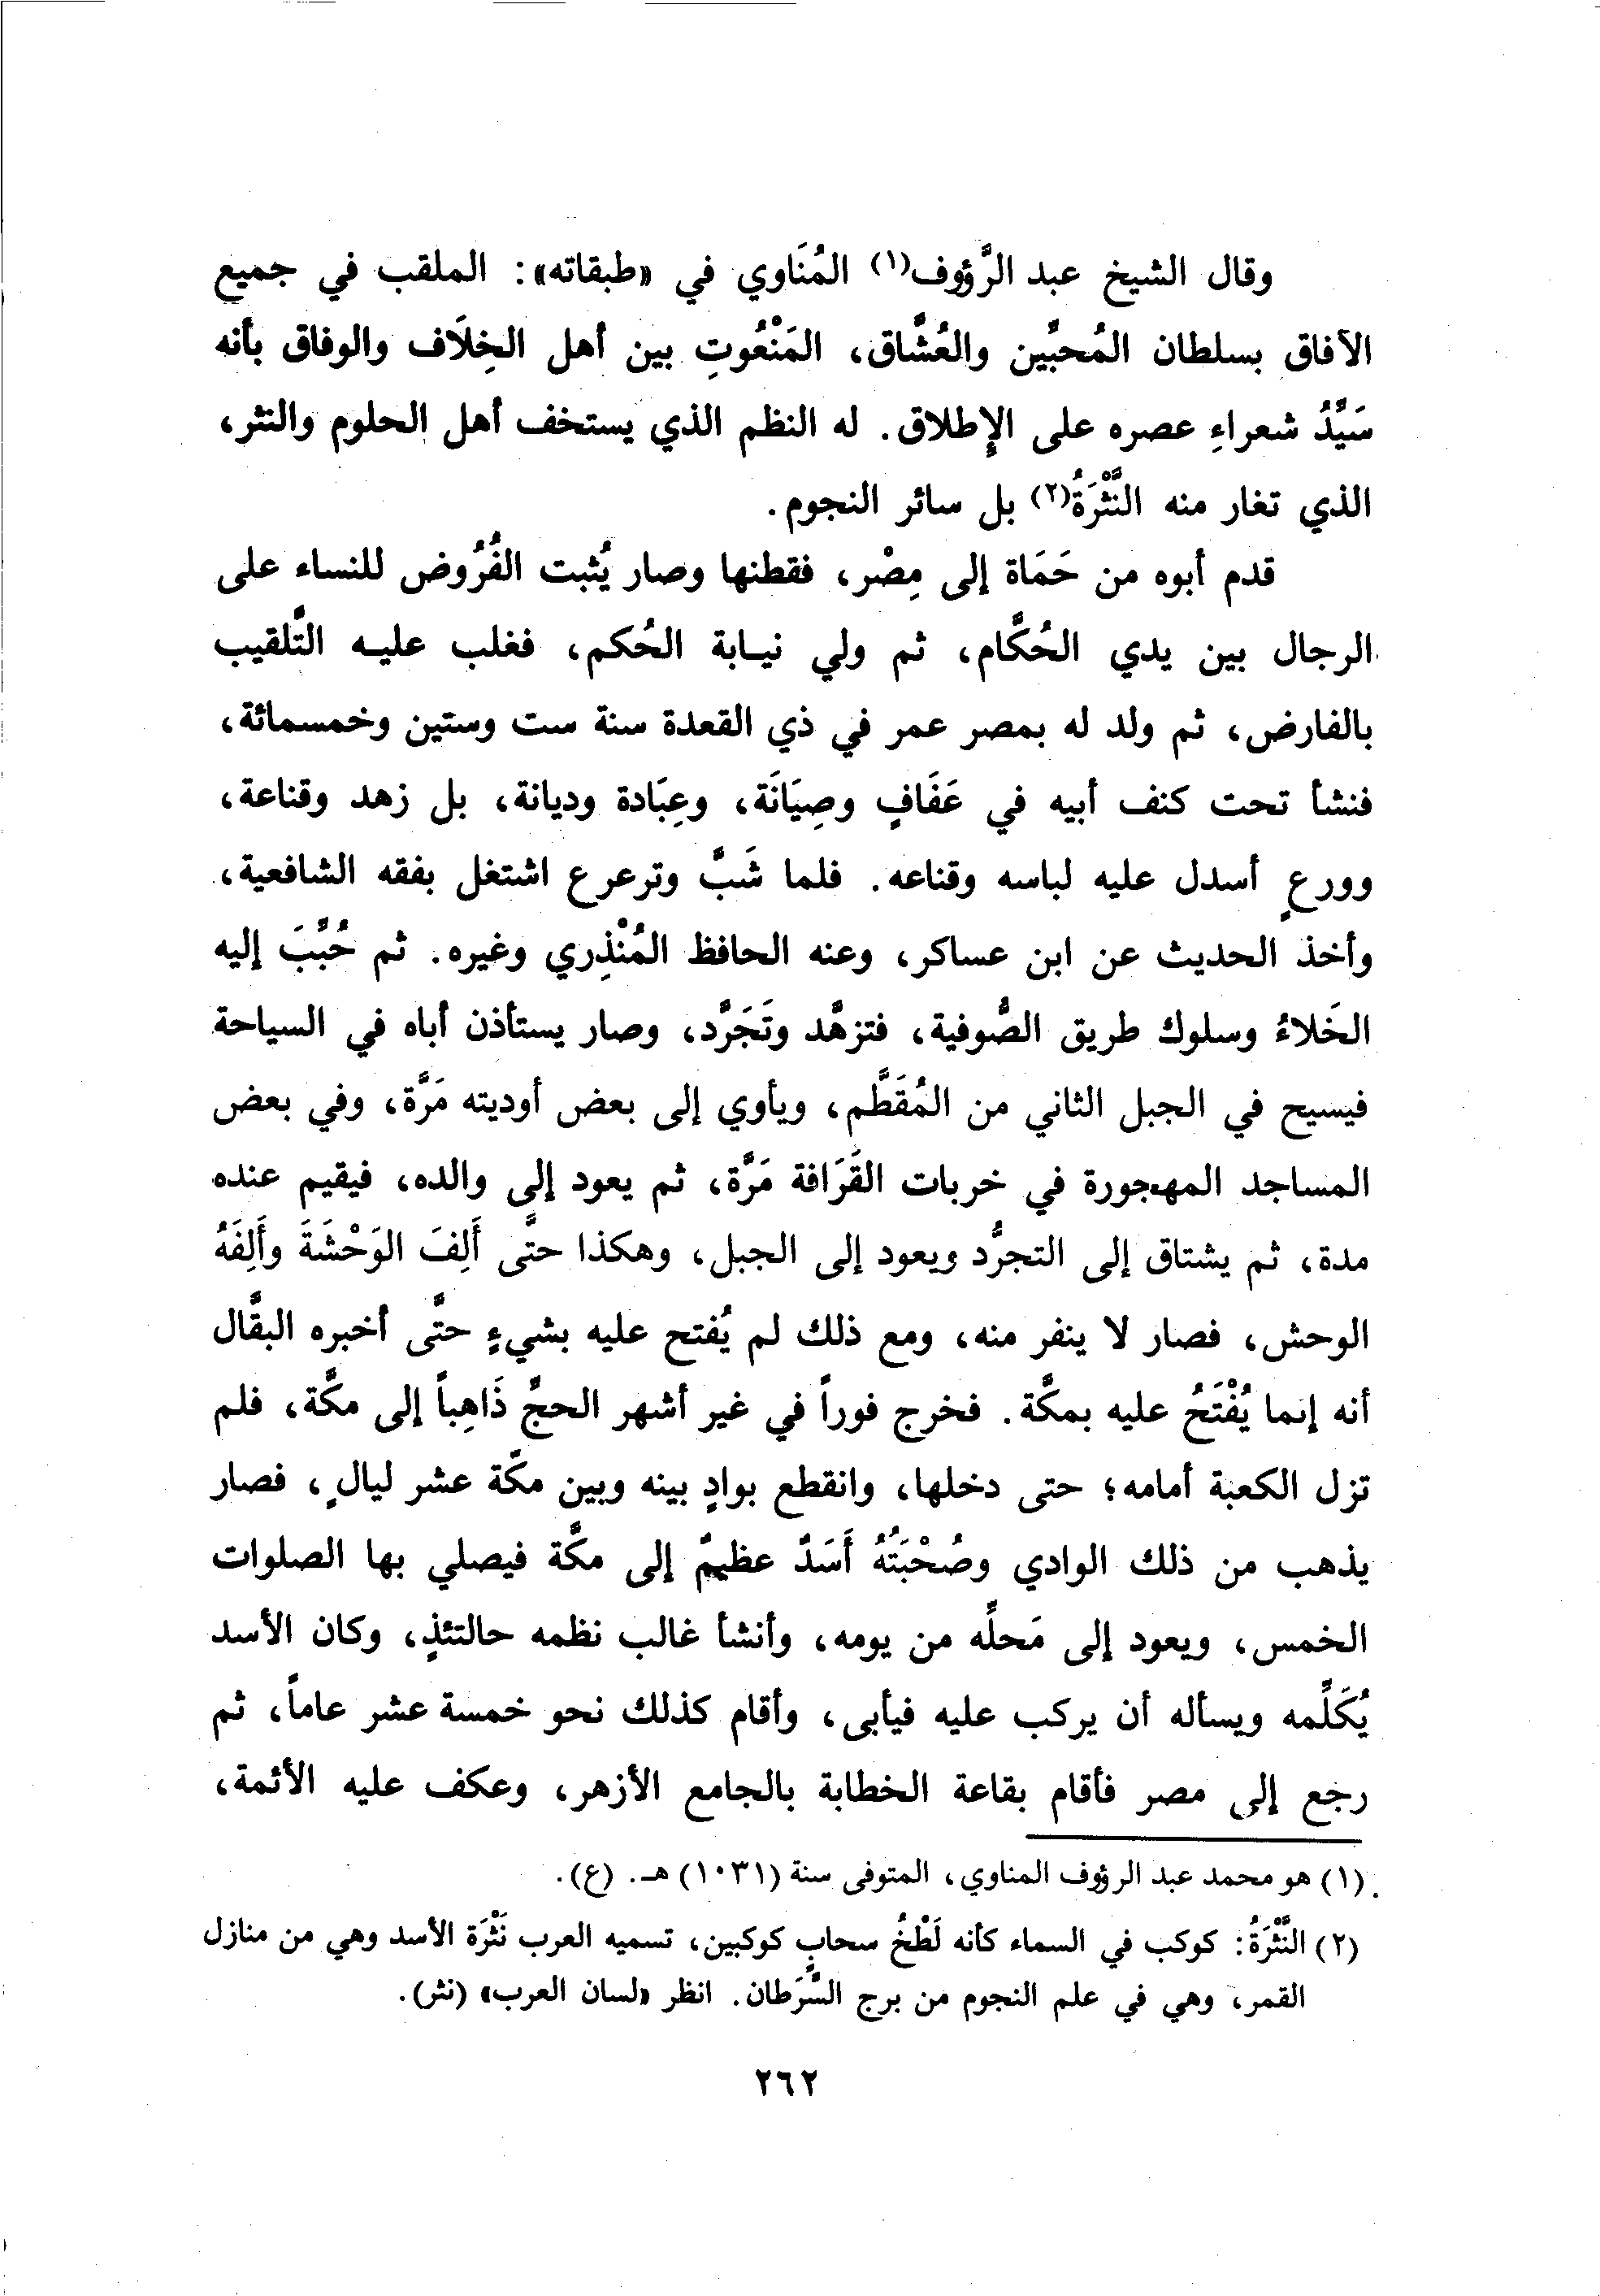 وقال الشيخ عبد الرَّؤوف(١) المُنَاوي في «طبقاته»: الملقب في جميع
الآفاق بسلطان المُحبِّين والعُشَّاق، المَنْعُوتِ بين أهل الخِلَاف والوفاق بأنه
سَيِّدُ شعراءِ عصره على الإِطلاق. له النظم الذي يستخف أهل الحلوم والنثر،
الذي تغار منه النَّثْرَةُ(٢) بل سائر النجوم.
قدم أبوه من حَمَاة إلى مِصْر، فقطنها وصار يُثبت الفُرُوض للنساء على
الرجال بين يدي الحُكَّام، ثم ولي نيـابة الحُكم، فغلب عليـه التَّلقيب
بالفارض، ثم ولد له بمصر عمر في ذي القعدة سنة ست وستين وخمسمائة،
فنشأ تحت كنف أبيه في عَفَافٍ وصِيَانَة، وعِبَادة وديانة، بل زهد وقناعة،
وورعٍ أسدل عليه لباسه وقناعه. فلما شَبَّ وترعرع اشتغل بفقه الشافعية،
وأخذ الحديث عن ابن عساكر، وعنه الحافظ المُنْذِري وغيره. ثم حُبِّبَ إليه
الخَلاءُ وسلوك طريق الصُّوفية، فتزهَّد وتَجَرَّد، وصار يستأذن أباه في السياحة
فيسيح في الجبل الثاني من المُقَطَّم، ويأوي إلى بعض أوديته مَرَّة، وفي بعض
المساجد المهجورة في خربات القَرَافة مَرَّة، ثم يعود إلى والده، فيقيم عنده
مدة، ثم يشتاق إلى التجرُّد ويعود إلى الجبل، وهكذا حتَّى أَلِفَ الوَحْشَةَ وأَلِفَهُ
الوحش، فصار لا ينفر منه، ومع ذلك لم يُفتح عليه بشيءٍ حتَّى أخبره البقَّال
أنه إنما يُفْتَحُ عليه بمكَّة. فخرج فوراً في غير أشهر الحجِّ ذَاهِباً إلى مكَّة، فلم
تزل الكعبة أمامه؛ حتى دخلها، وانقطع بوادٍ بينه وبين مكَّة عشر ليالٍ، فصار
يذهب من ذلك الوادي وصُحْبَتُهُ أَسَدٌ عظيمٌ إلى مكَّة فيصلي بها الصلوات
الخمس، ويعود إلى مَحلِّه من يومه، وأنشأ غالب نظمه حالتئذٍ، وكان الأسد
يُكَلِّمه ويسأله أن يركب عليه فيأبى، وأقام كذلك نحو خمسة عشر عاماً، ثم
رجع إلى مصر فأقام بقاعة الخطابة بالجامع الأزهر، وعكف عليه الأئمة،
(١) هو محمد عبد الرؤوف المناوي، المتوفى سنة (١٠٣١) هـ. (ع).
(٢) النَّثْرَةُ: كوكب في السماء كأنه لَطْخُ سحابٍ كوكبين، تسميه العرب نَثْرَة الأسد وهي من منازل
القمر، وهي في علم النجوم من برج السَّرَطان. انظر «لسان العرب» (نثر).
٢٦٢